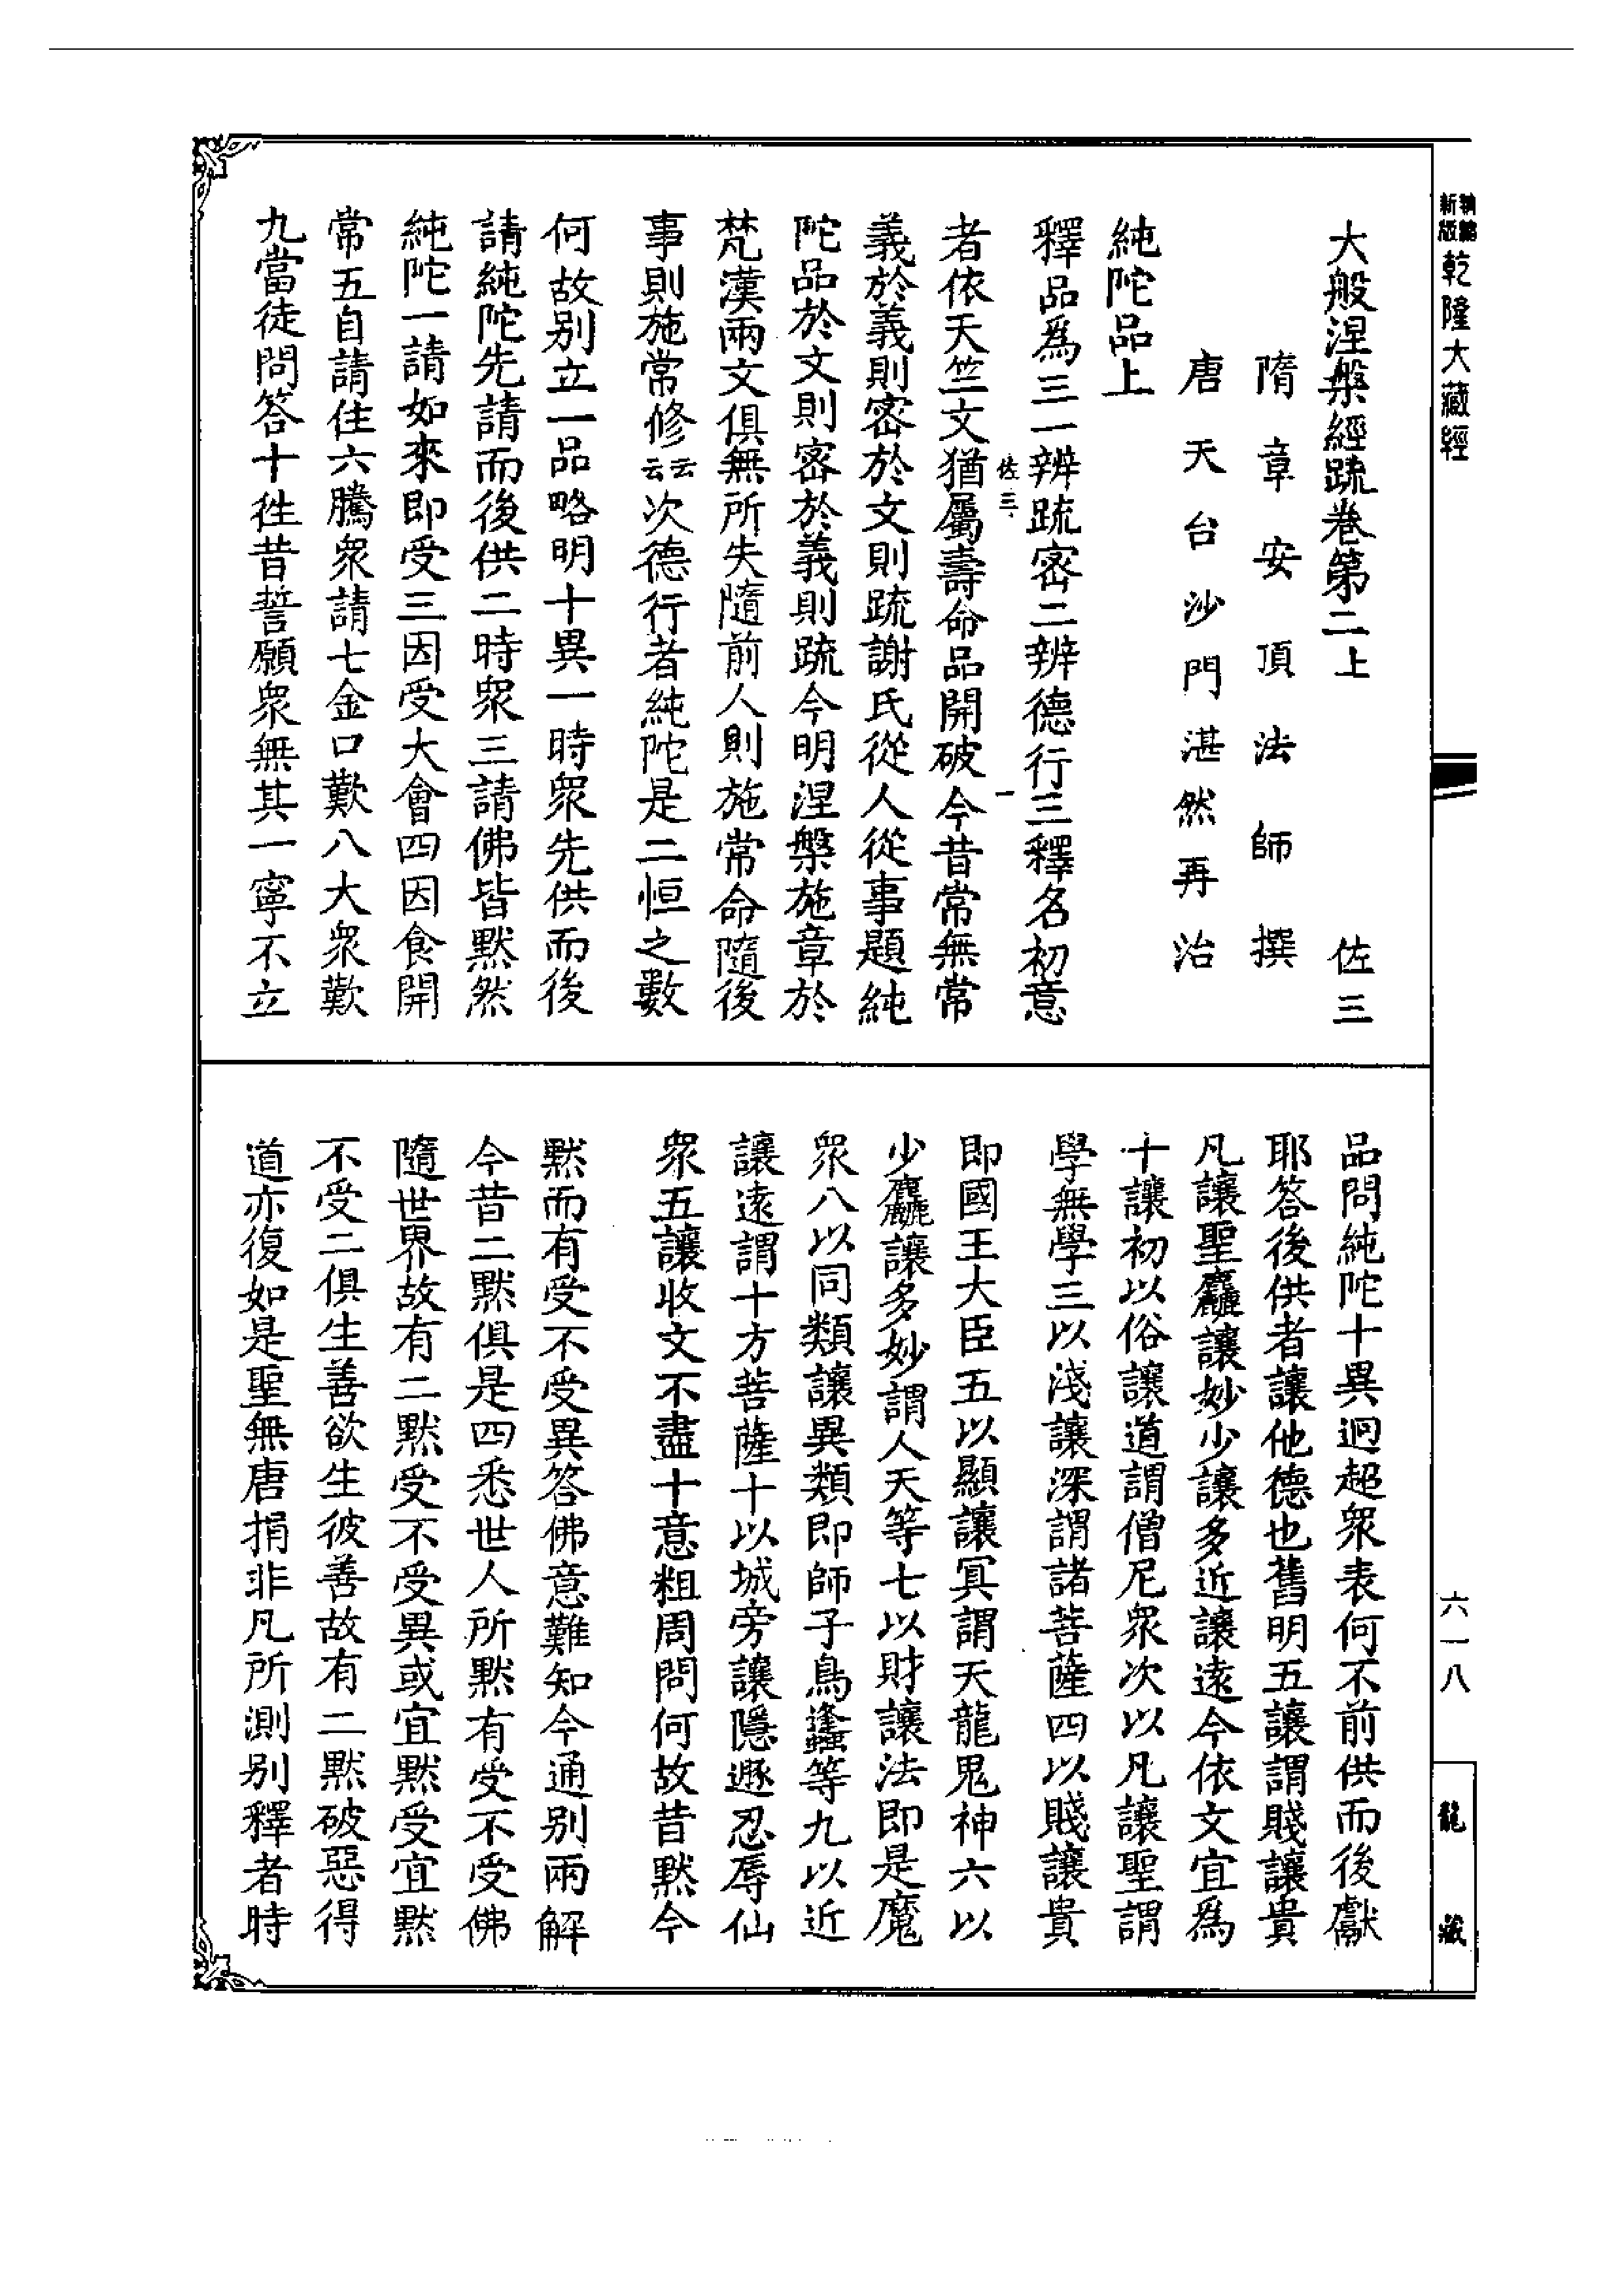 精縮新版乾隆大藏經
大般涅槃經疏卷第二上 佐三
隋章安頂法師撰
唐天台沙門湛然再治
純陀品上
釋品為三一辨疏密二辨德行三釋名初意
佐三 一
者依天竺文猶屬壽命品開破今昔常無常
義於義則密於文則疏謝氏從人從事題純
陀品於文則密於義則疏今明涅槃施章於
梵漢兩文俱無所失隨前人則施常命隨後
事則施常修云云次德行者純陀是二恒之數
何故別立一品略明十異一時眾先供而後
請純陀先請而後供二時眾三請佛皆默然
純陀一請如來即受三因受大會四因食開
常五自請住六騰眾請七金口歎八大眾歎
九當徒問答十徃昔誓願眾無其一寧不立
品問純陀十異迥超眾表何不前供而後獻
耶答後供者讓他德也舊明五讓謂賤讓貴
凡讓聖麤讓妙少讓多近讓遠今依文宜為
十讓初以俗讓道謂僧尼眾次以凡讓聖謂
學無學三以淺讓深謂諸菩薩四以賤讓貴
即國王大臣五以顯讓冥謂天龍鬼神六以
少麤讓多妙謂人天等七以財讓法即是魔
眾八以同類讓異類即師子鳥蠭等九以近
讓遠謂十方菩薩十以城旁讓隱遯忍辱仙
眾五讓收文不盡十意粗周問何故昔默今
默而有受不受異答佛意難知今通別兩解
今昔二默俱是四悉世人所默有受不受佛
隨世界故有二默受不受異或宜默受宜默
不受二俱生善欲生彼善故有二默破惡得
道亦復如是聖無唐捐非凡所測別釋者時
六一八
龍藏